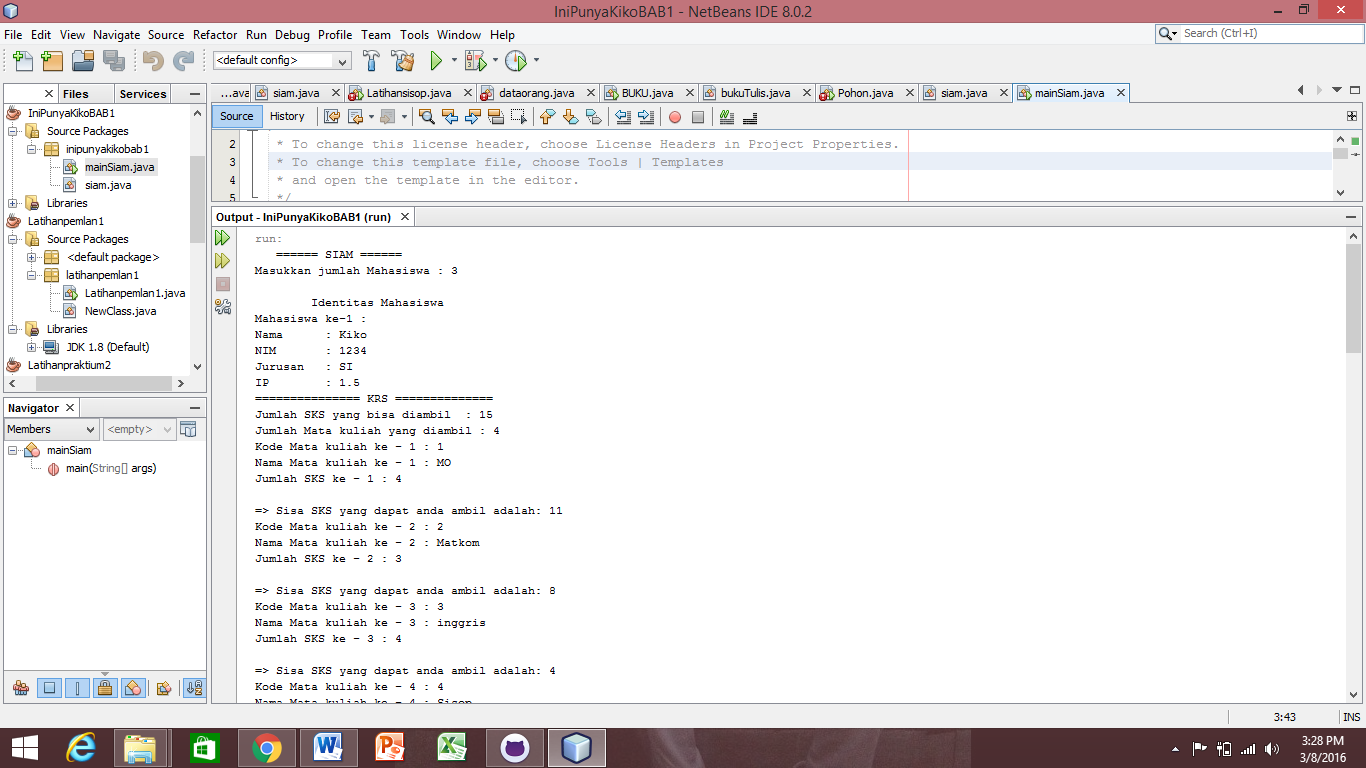 IniPunyaKikoBAB1 - NetBeans IDE 8.0.2
File Edit View Navigate Source Refactor Run Debug Profile Team Tools Window Help
Search (Ctrl+I)
<default config>
Files Services
IniPunyaKikoBAB1
Source Packages
inipunyakikobab1
mainSiam.java
siam.java
Libraries
Latihanpemlan1
Source Packages
<default package>
latihanpemlan1
Latihanpemlan1.java
NewClass.java
Libraries
JDK 1.8 (Default)
Latihanpraktium2
Navigator
Members <empty>
mainSiam
main(String[] args)
...ava siam.java Latihansisop.java dataorang.java BUKU.java bukuTulis.java Pohon.java siam.java mainSiam.java
Source History
2 * To change this license header, choose License Headers in Project Properties.
3 * To change this template file, choose Tools | Templates
4 * and open the template in the editor.
5 */
Output - IniPunyaKikoBAB1 (run)
run:
====== SIAM ======
Masukkan jumlah Mahasiswa : 3
Identitas Mahasiswa
Mahasiswa ke-1 :
Nama : Kiko
NIM : 1234
Jurusan : SI
IP : 1.5
=============== KRS ==============
Jumlah SKS yang bisa diambil : 15
Jumlah Mata kuliah yang diambil : 4
Kode Mata kuliah ke - 1 : 1
Nama Mata kuliah ke - 1 : MO
Jumlah SKS ke - 1 : 4
=> Sisa SKS yang dapat anda ambil adalah: 11
Kode Mata kuliah ke - 2 : 2
Nama Mata kuliah ke - 2 : Matkom
Jumlah SKS ke - 2 : 3
=> Sisa SKS yang dapat anda ambil adalah: 8
Kode Mata kuliah ke - 3 : 3
Nama Mata kuliah ke - 3 : inggris
Jumlah SKS ke - 3 : 4
=> Sisa SKS yang dapat anda ambil adalah: 4
Kode Mata kuliah ke - 4 : 4
Nama Mata kuliah ke - 4 : Sisop
3:43 INS
3:28 PM
3/8/2016